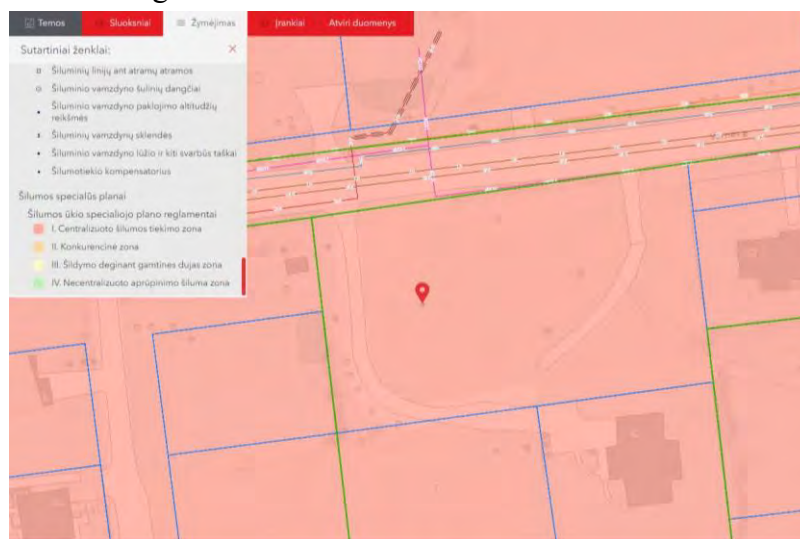 Temos
Sluoksniai
Žymėjimas
Įrankiai
Atviri duomenys
Sutartiniai ženklai:
Šiluminių linijų ant atramų atramos
Šiluminio vamzdyno šulinių dangčiai
Šiluminio vamzdyno paklojimo altitudžių
reikšmės
Šiluminių vamzdynų sklendės
Šiluminio vamzdyno lūžio ir kiti svarbūs taškai
Šilumotiekio kompensatorius
Šilumos specialūs planai
Šilumos ūkio specialiojo plano reglamentai
I. Centralizuoto šilumos tiekimo zona
II. Konkurencinė zona
III. Šildymo deginant gamtines dujas zona
IV. Necentralizuoto aprūpinimo šiluma zona